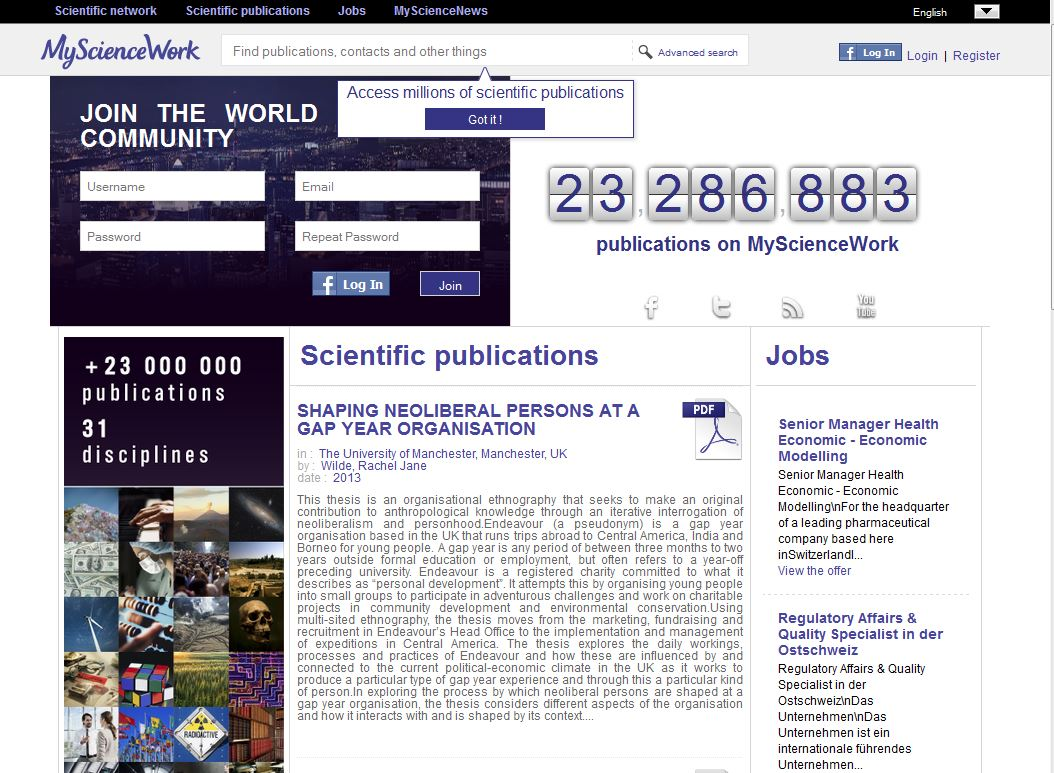 Scientific network Scientific publications Jobs MyScienceNews English
MyScienceWork Find publications, contacts and other things Advanced search f Log In Login | Register
Access millions of scientific publications
Got it !
JOIN THE WORLD
COMMUNITY
Username Email
Password Repeat Password
f Log In Join
23,286,883
publications on MyScienceWork
You
Tube
+23 000 000
publications
31
disciplines
RADIOACTIVE
Scientific publications
SHAPING NEOLIBERAL PERSONS AT A
GAP YEAR ORGANISATION
PDF
in : The University of Manchester, Manchester, UK
by : Wilde, Rachel Jane
date : 2013
This thesis is an organisational ethnography that seeks to make an original
contribution to anthropological knowledge through an iterative interrogation of
neoliberalism and personhood.Endeavour (a pseudonym) is a gap year
organisation based in the UK that runs trips abroad to Central America, India and
Borneo for young people. A gap year is any period of between three months to two
years outside formal education or employment, but often refers to a year-off
preceding university. Endeavour is a registered charity committed to what it
describes as “personal development”. It attempts this by organising young people
into small groups to participate in adventurous challenges and work on charitable
projects in community development and environmental conservation.Using
multi-sited ethnography, the thesis moves from the marketing, fundraising and
recruitment in Endeavour’s Head Office to the implementation and management
of expeditions in Central America. The thesis explores the daily workings,
processes and practices of Endeavour and how these are influenced by and
connected to the current political-economic climate in the UK as it works to
produce a particular type of gap year experience and through this a particular kind
of person.In exploring the process by which neoliberal persons are shaped at a
gap year organisation, the thesis considers different aspects of the organisation
and how it interacts with and is shaped by its context....
Jobs
Senior Manager Health
Economic - Economic
Modelling
Senior Manager Health
Economic - Economic
Modelling\nFor the headquarter
of a leading pharmaceutical
company based here
inSwitzerlandI...
View the offer
Regulatory Affairs &
Quality Specialist in der
Ostschweiz
Regulatory Affairs & Quality
Specialist in der
Ostschweiz\nDas
Unternehmen\nDas
Unternehmen ist ein
internationale führendes
Unternehmen...